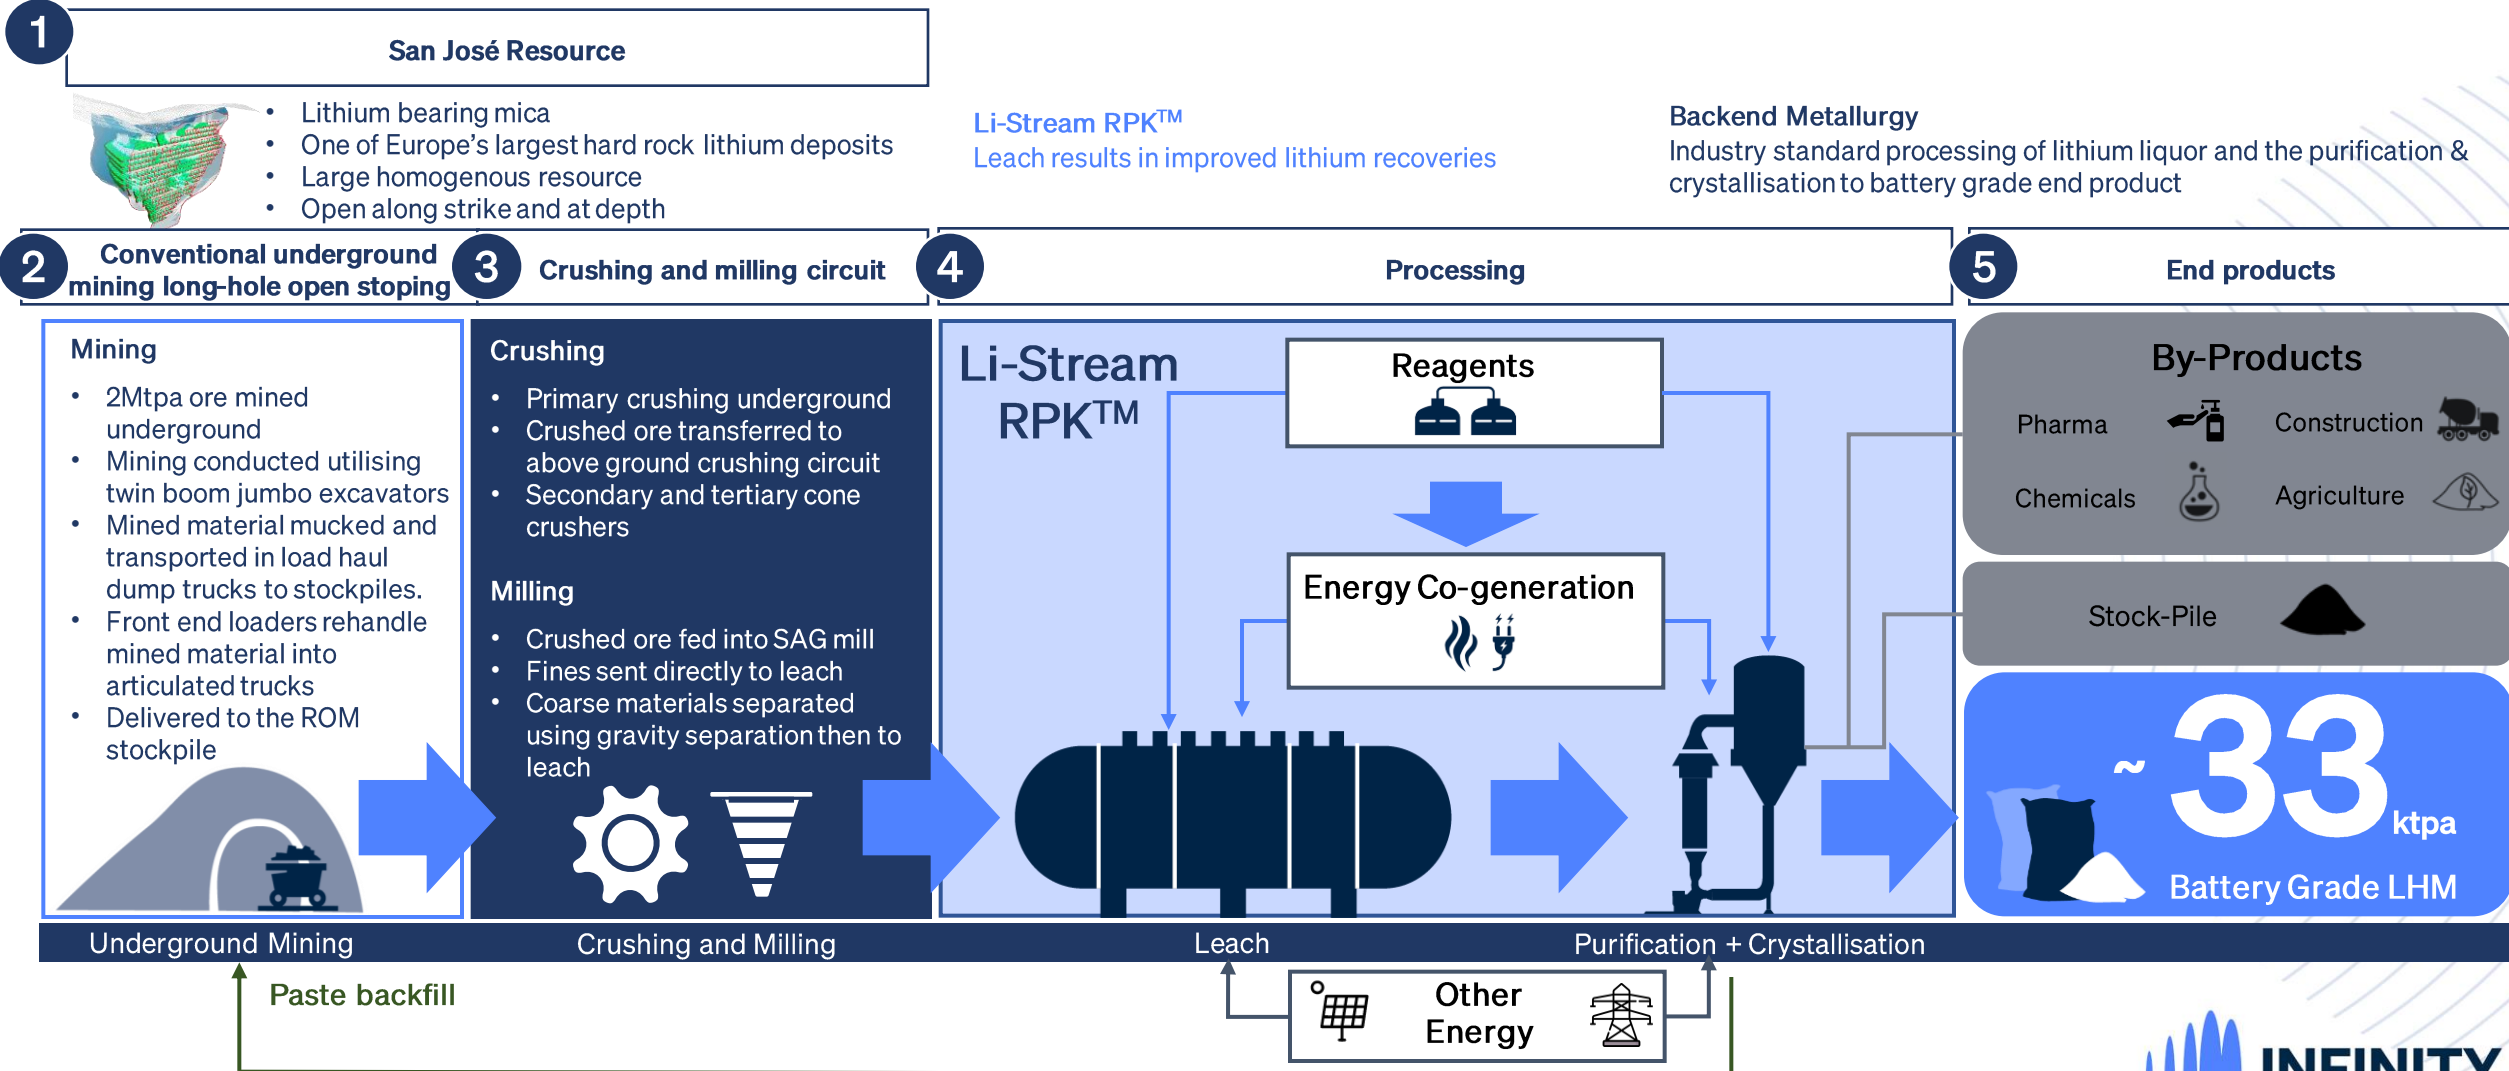 1
San José Resource
• Lithium bearing mica
• One of Europe's largest hard rock lithium deposits
• Large homogenous resource
• Open along strike and at depth
Li-Stream RPK™
Leach results in improved lithium recoveries
Backend Metallurgy
Industry standard processing of lithium liquor and the purification &
crystallisation to battery grade end product
2
Conventional underground
mining long-hole open stoping
3
Crushing and milling circuit
4
Processing
5
End products
Mining
• 2Mtpa ore mined
underground
• Mining conducted utilising
twin boom jumbo excavators
• Mined material mucked and
transported in load haul
dump trucks to stockpiles.
• Front end loaders rehandle
mined material into
articulated trucks
• Delivered to the ROM
stockpile
Crushing
• Primary crushing underground
• Crushed ore transferred to
above ground crushing circuit
• Secondary and tertiary cone
crushers
Milling
• Crushed ore fed into SAG mill
• Fines sent directly to leach
• Coarse materials separated
using gravity separation then to
leach
Li-Stream
RPK™
Reagents
Energy Co-generation
By-Products
Pharma
Construction
Chemicals
Agriculture
Stock-Pile
~ 33 ktpa
Battery Grade LHM
Underground Mining
Crushing and Milling
Leach
Purification + Crystallisation
Paste backfill
Other
Energy
INFINITY